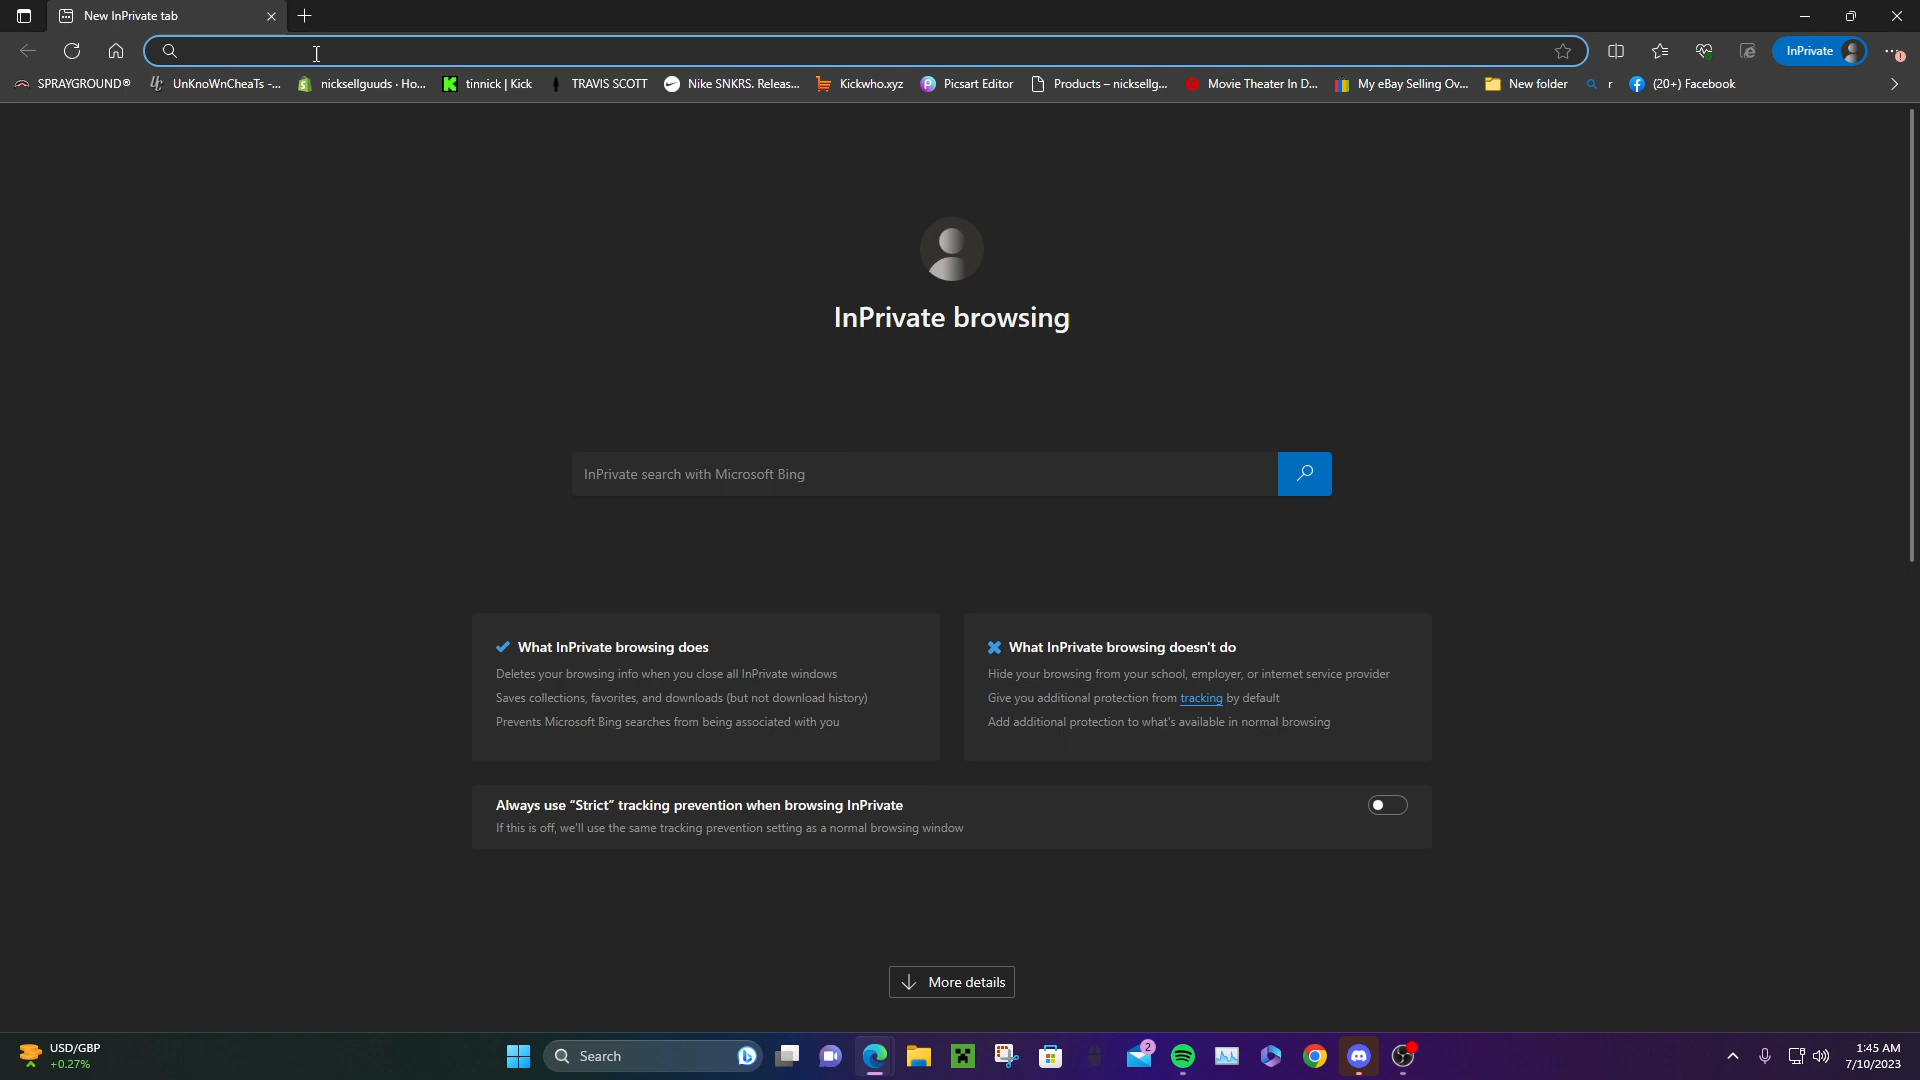 New InPrivate tab
InPrivate
SPRAYGROUND® UnKnoWnCheaTs -... nicksellguuds · Ho... tinnick | Kick TRAVIS SCOTT Nike SNKRS. Releas... Kickwho.xyz Picsart Editor Products – nicksellg... Movie Theater In D... My eBay Selling Ov... New folder r (20+) Facebook
InPrivate browsing
InPrivate search with Microsoft Bing
What InPrivate browsing does
Deletes your browsing info when you close all InPrivate windows
Saves collections, favorites, and downloads (but not download history)
Prevents Microsoft Bing searches from being associated with you
What InPrivate browsing doesn't do
Hide your browsing from your school, employer, or internet service provider
Give you additional protection from tracking by default
Add additional protection to what's available in normal browsing
Always use “Strict” tracking prevention when browsing InPrivate
If this is off, we'll use the same tracking prevention setting as a normal browsing window
More details
USD/GBP
+0.27%
Search
2
1:45 AM
7/10/2023